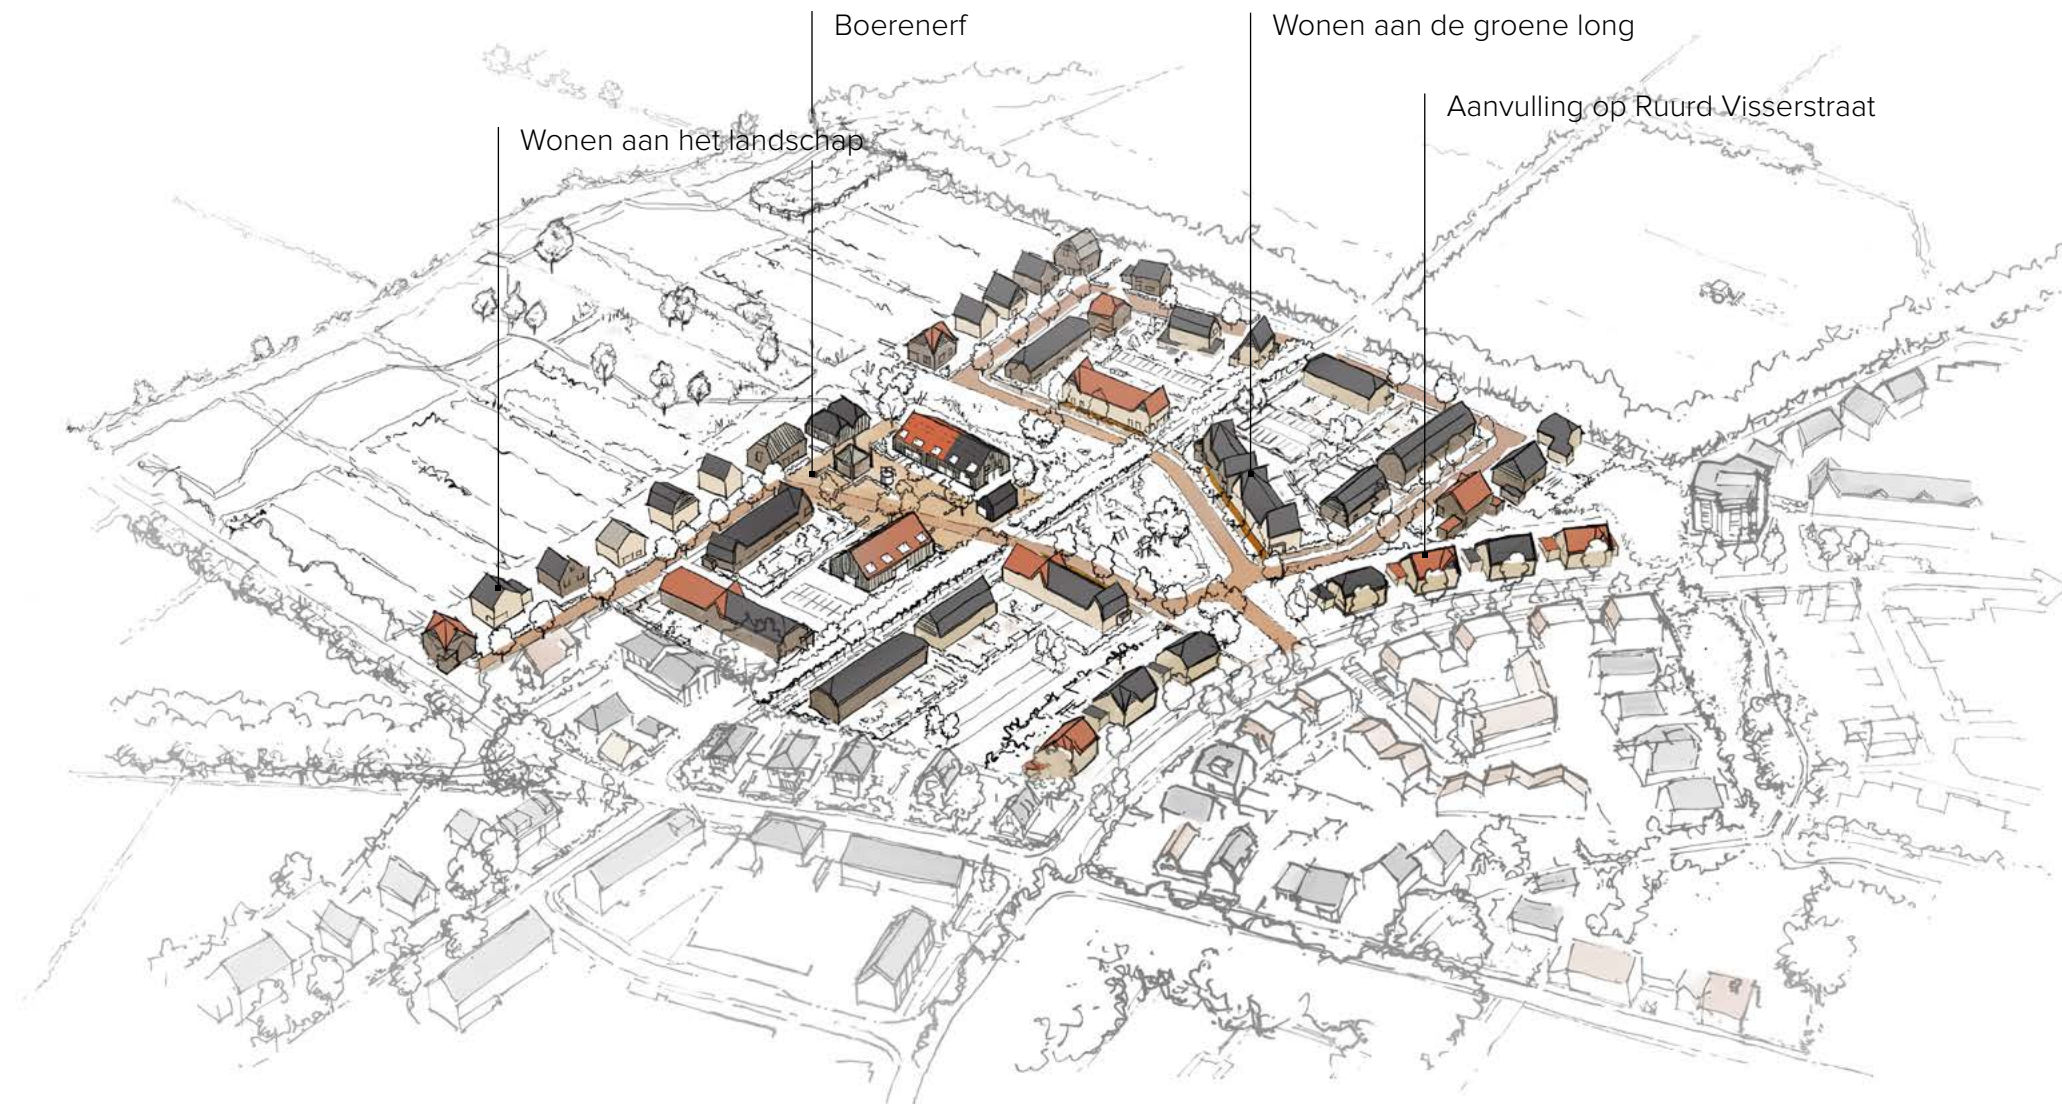 Boerenerf
Wonen aan de groene long
Aanvulling op Ruurd Visserstraat
Wonen aan het landschap